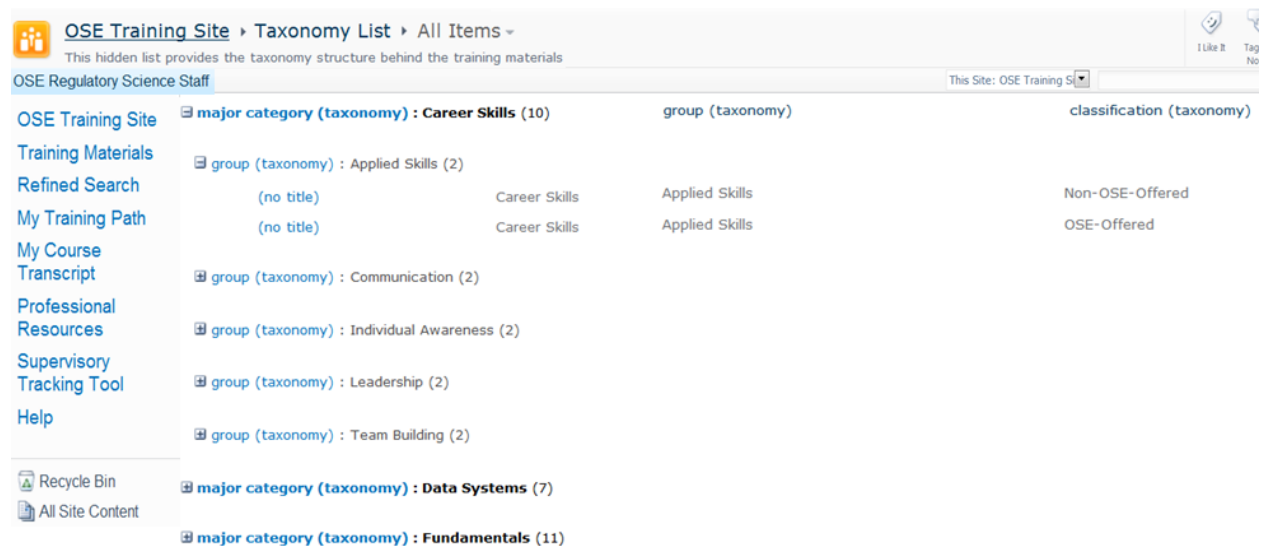 OSE Training Site ▸ Taxonomy List ▸ All Items
This hidden list provides the taxonomy structure behind the training materials
I Like It
OSE Regulatory Science Staff
This Site: OSE Training Si
OSE Training Site
Training Materials
Refined Search
My Training Path
My Course
Transcript
Professional
Resources
Supervisory
Tracking Tool
Help
Recycle Bin
All Site Content
major category (taxonomy) : Career Skills (10) group (taxonomy) classification (taxonomy)
group (taxonomy) : Applied Skills (2)
(no title) Career Skills Applied Skills Non-OSE-Offered
(no title) Career Skills Applied Skills OSE-Offered
group (taxonomy) : Communication (2)
group (taxonomy) : Individual Awareness (2)
group (taxonomy) : Leadership (2)
group (taxonomy) : Team Building (2)
major category (taxonomy) : Data Systems (7)
major category (taxonomy) : Fundamentals (11)